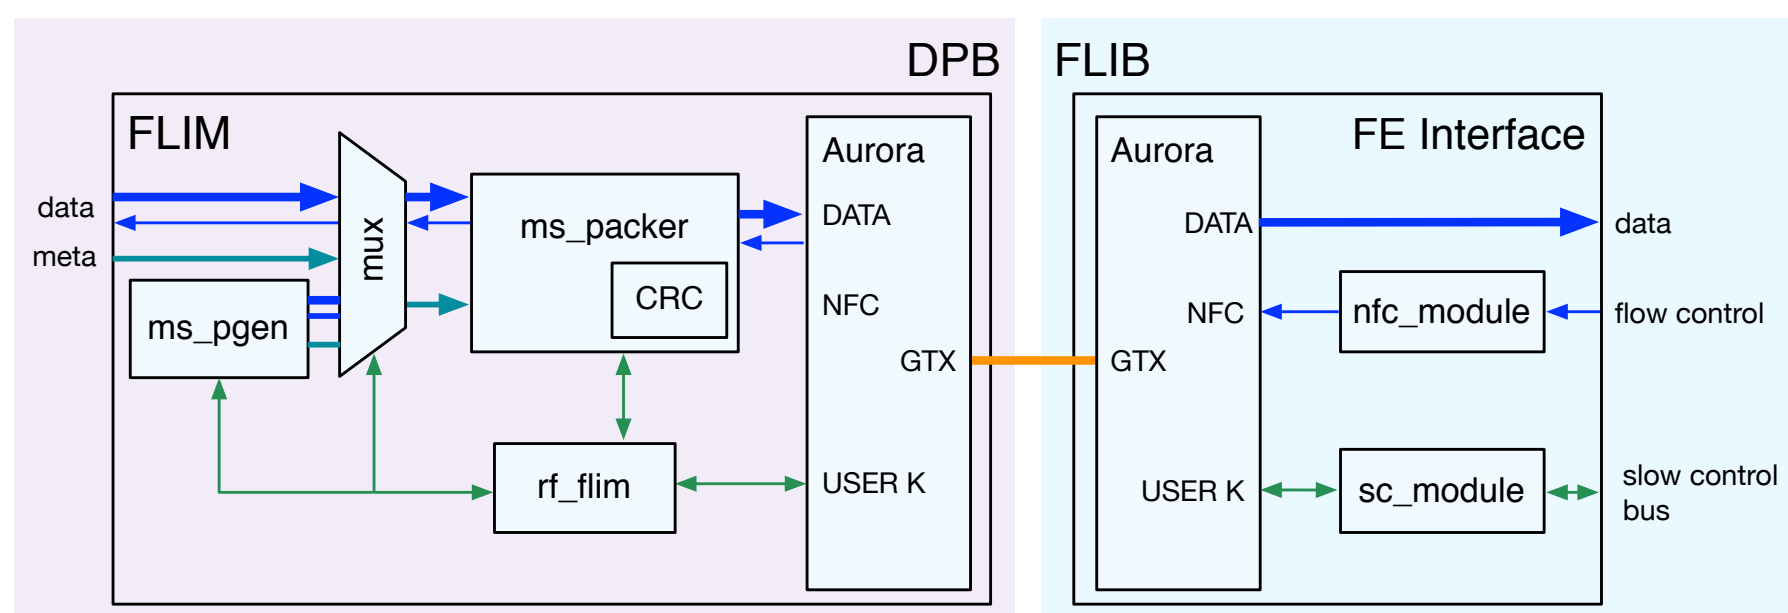 DPB
FLIM
data
meta
mux
ms_pgen
ms_packer
CRC
rf_flim
Aurora
DATA
NFC
GTX
USER K
FLIB
FE Interface
Aurora
DATA
NFC
GTX
USER K
nfc_module
sc_module
data
flow control
slow control
bus